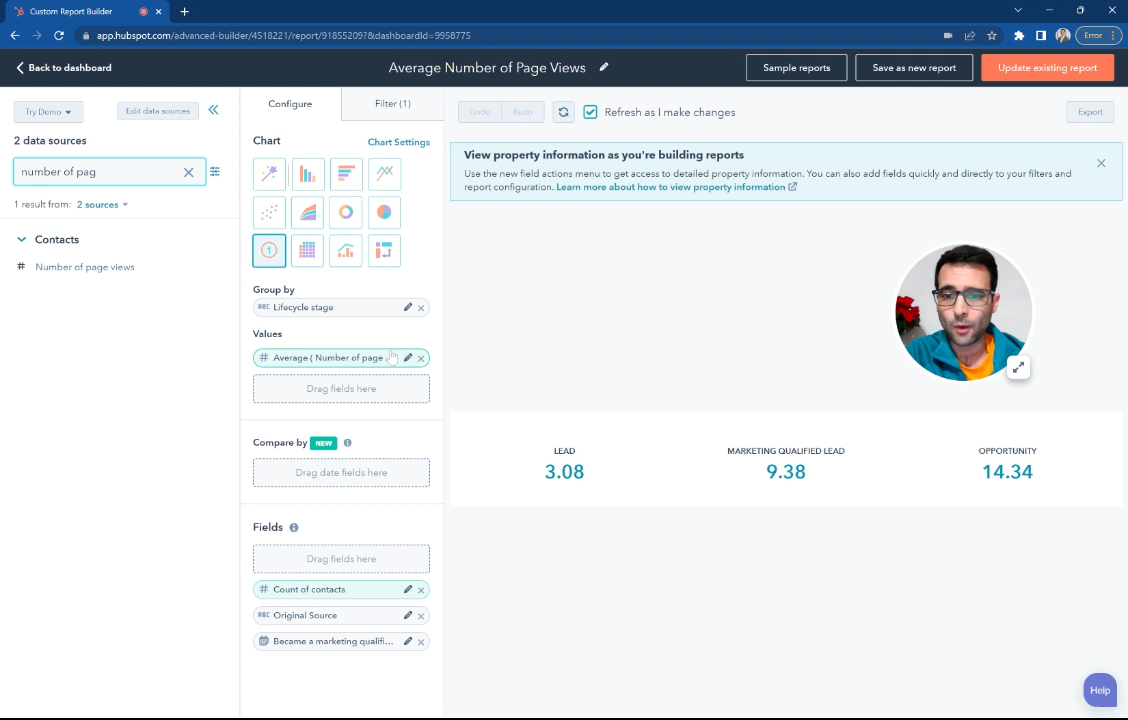 Custom Report Builder
app.hubspot.com/advanced-builder/4518221/report/91855209?&dashboardId=9958775
Error
Back to dashboard
Average Number of Page Views
Sample reports
Save as new report
Update existing report
Try Demo
Edit data sources
2 data sources
number of pag
1 result from: 2 sources
Contacts
# Number of page views
Configure
Filter (1)
Chart
Chart Settings
1
Group by
ABC Lifecycle stage
Values
# Average ( Number of page ...
Drag fields here
Compare by NEW
Drag date fields here
Fields
Drag fields here
# Count of contacts
ABC Original Source
Became a marketing qualifi...
Undo
Redo
Refresh as I make changes
Export
View property information as you're building reports
Use the new field actions menu to get access to detailed property information. You can also add fields quickly and directly to your filters and
report configuration. Learn more about how to view property information
LEAD
3.08
MARKETING QUALIFIED LEAD
9.38
OPPORTUNITY
14.34
Help